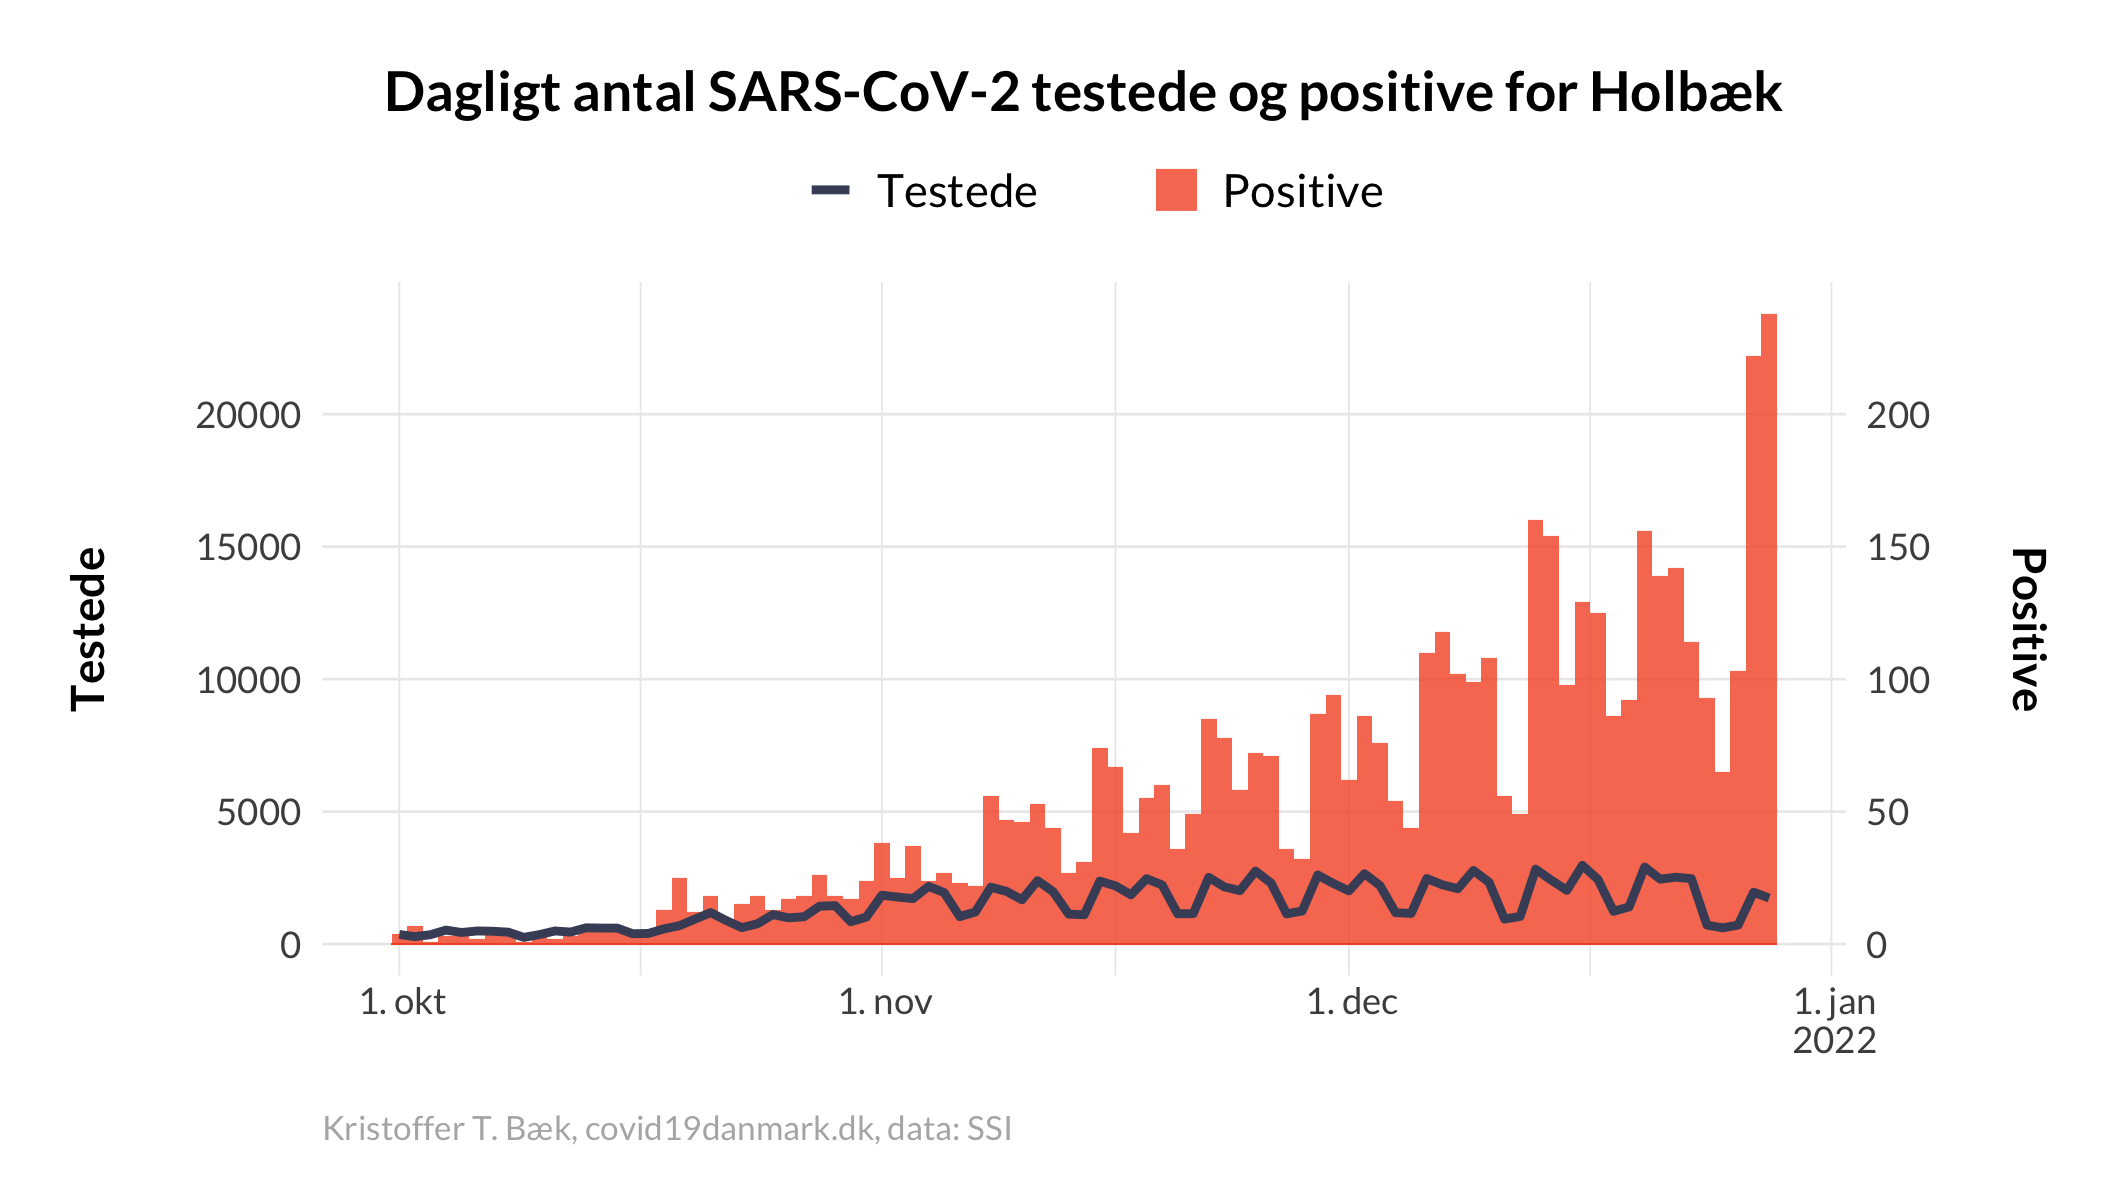 Dagligt antal SARS-CoV-2 testede og positive for Holbæk
Testede
Positive
Testede
20000
15000
10000
5000
0
200
150
100
50
0
Positive
1. okt
1. nov
1. dec
1. jan
2022
Kristoffer T. Bæk, covid19danmark.dk, data: SSI